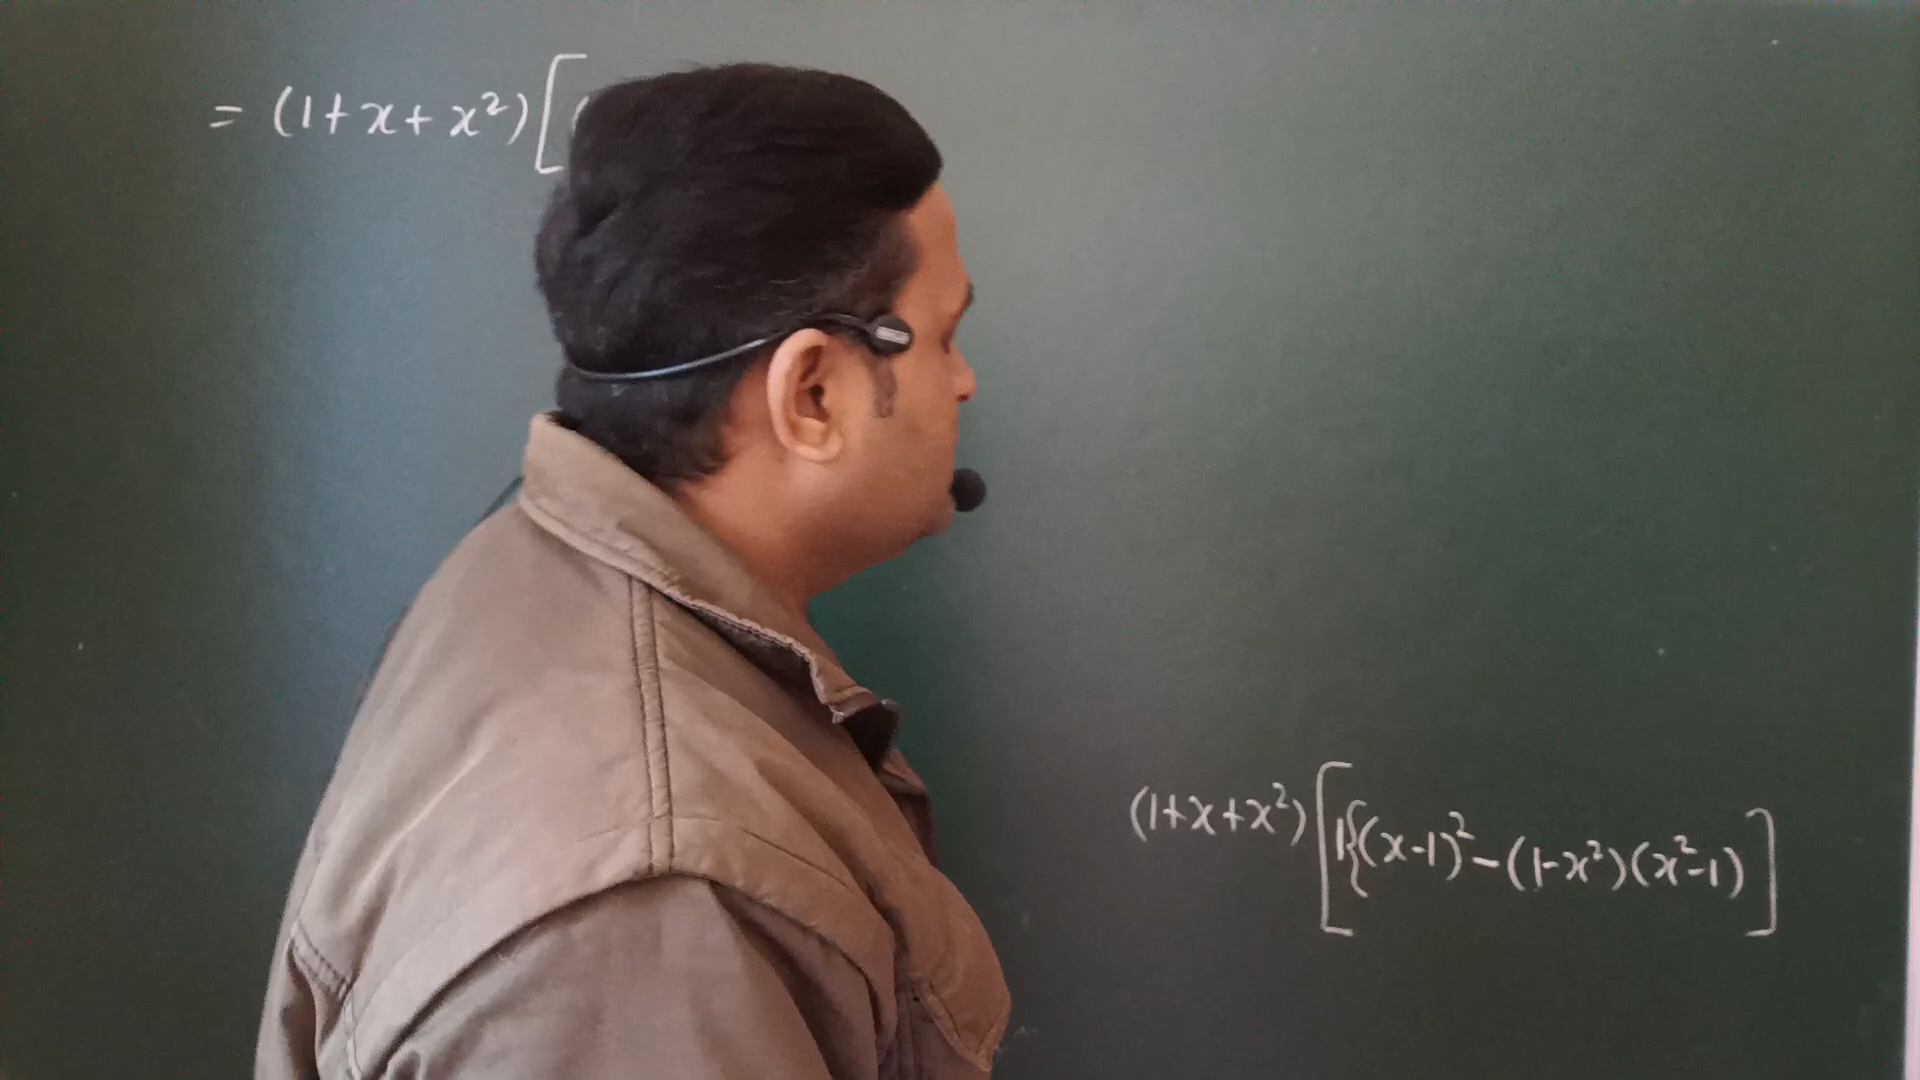 = (1+x+x²)[(
(1+x+x²)[1{(x-1)²-(1-x²)(x²-1)]